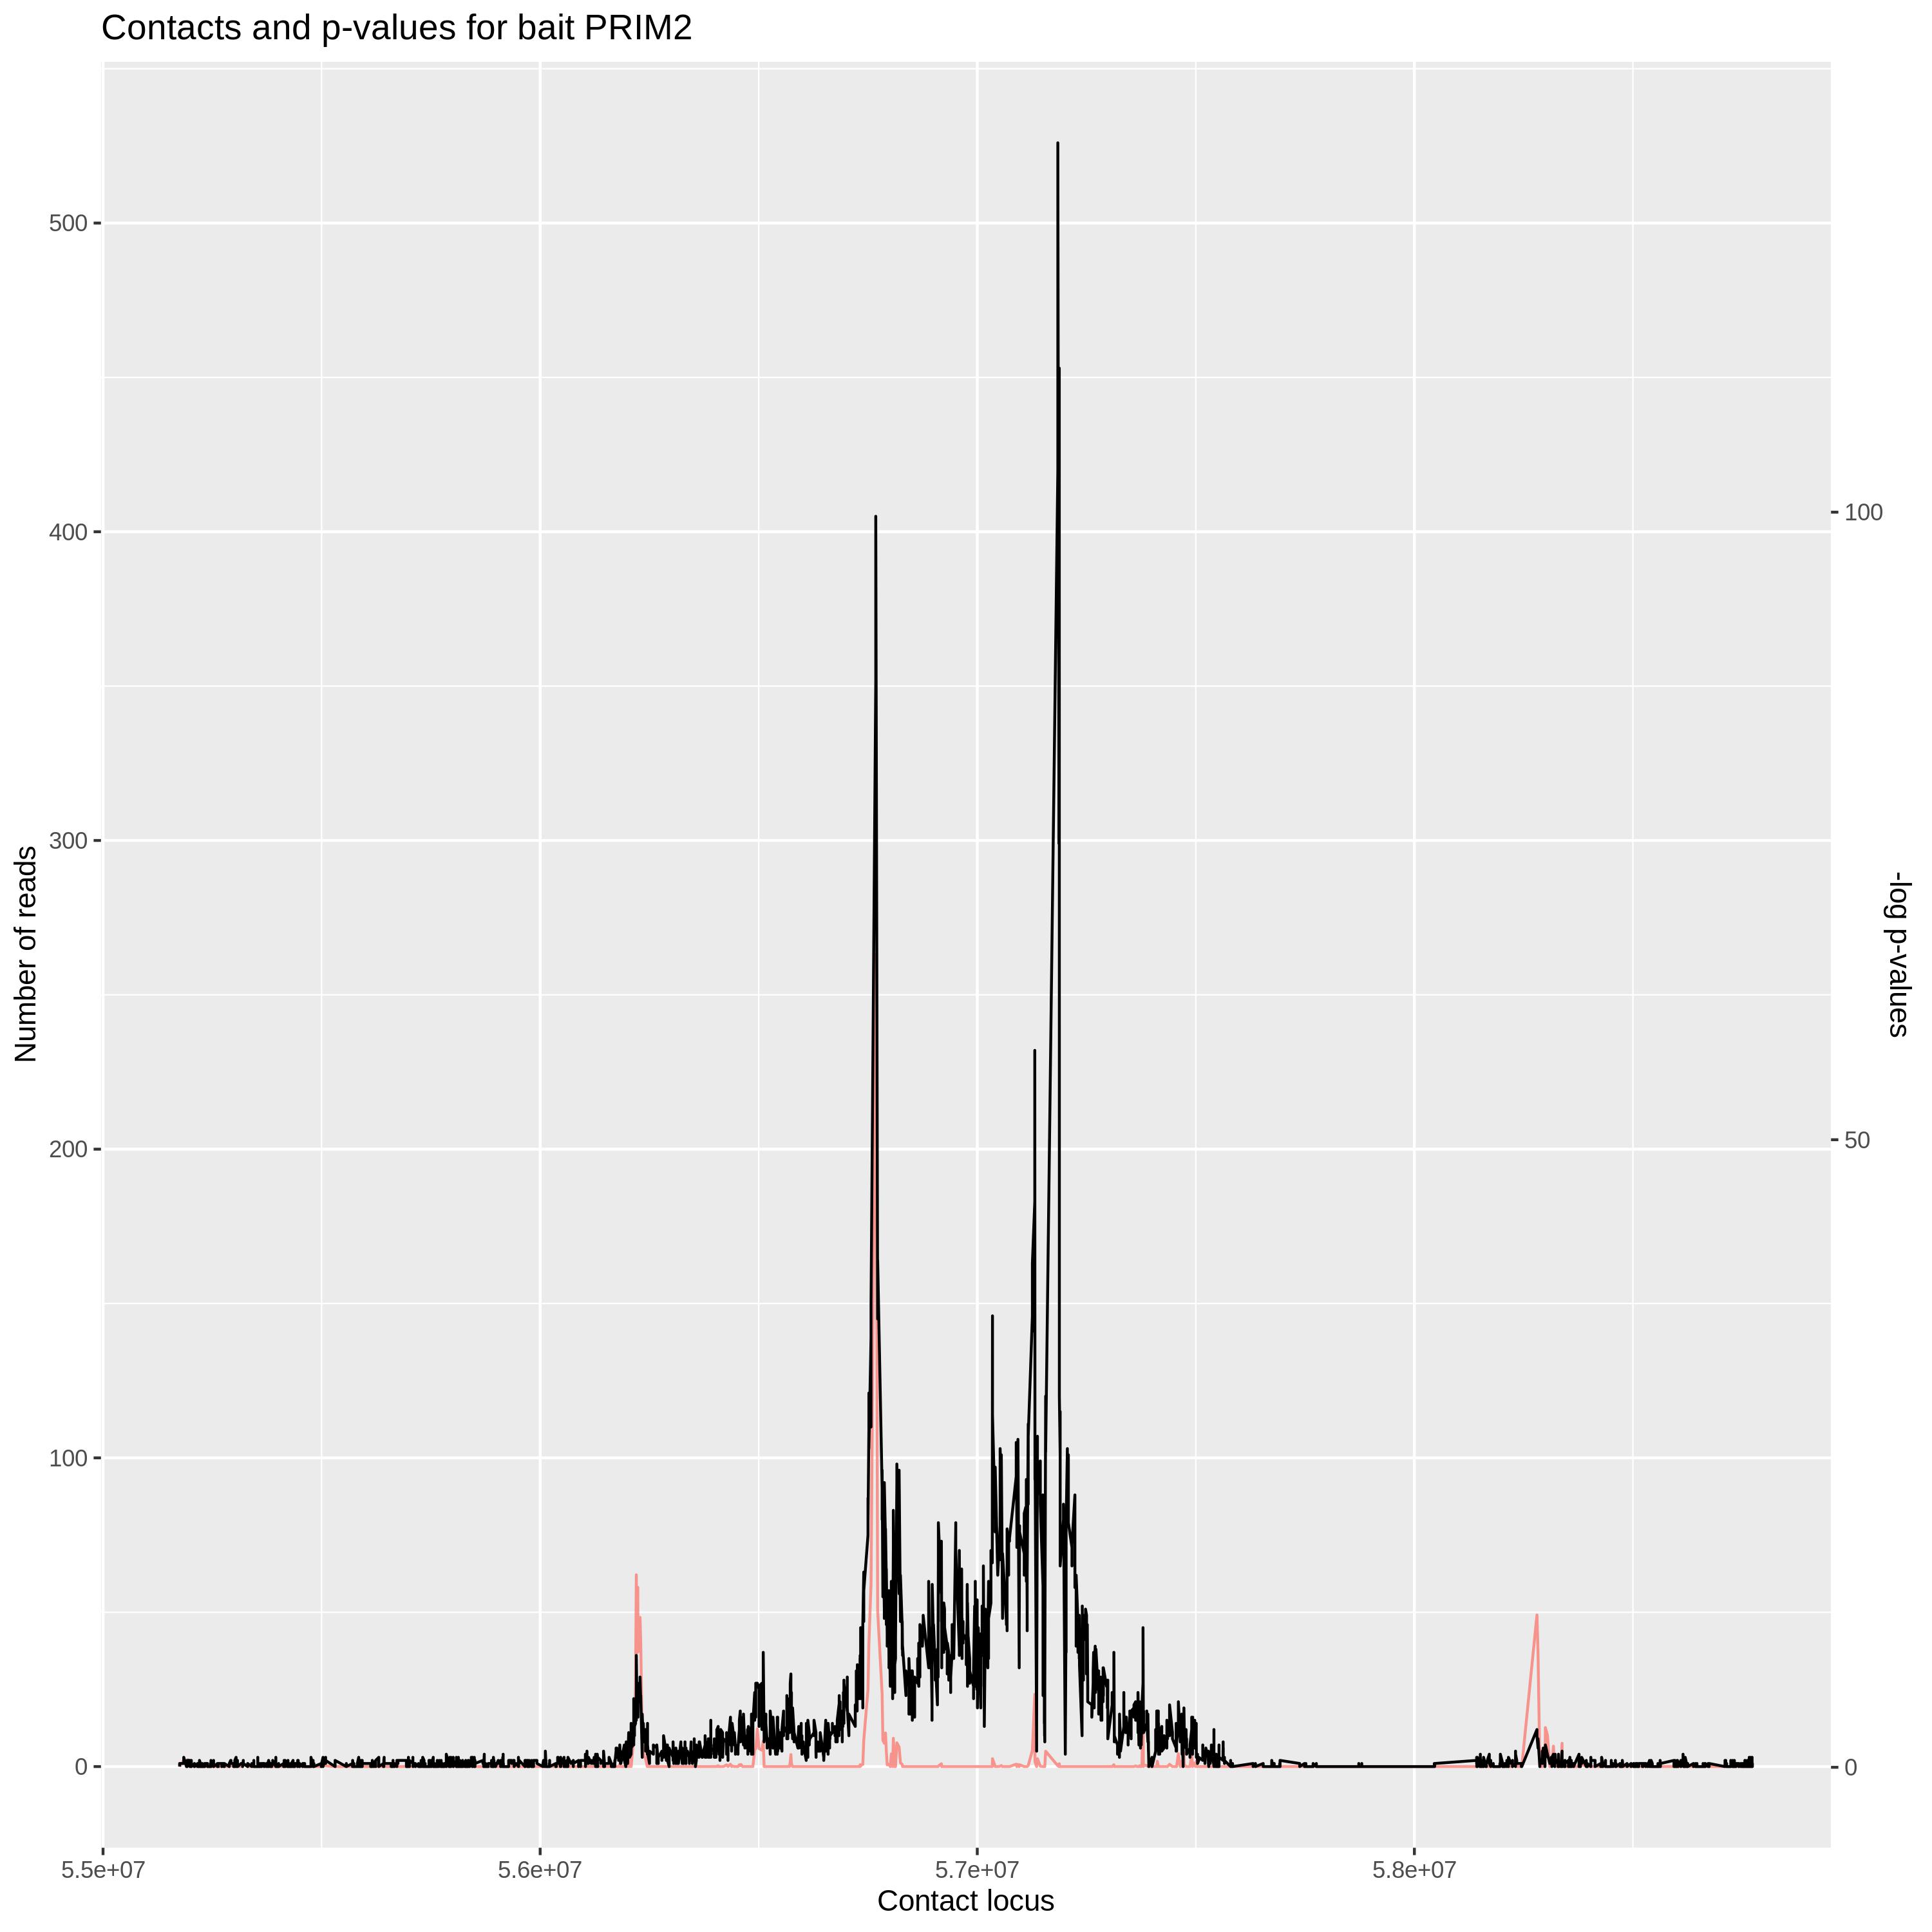 Contacts and p-values for bait PRIM2
500
400
300
200
100
0
Number of reads
100
50
0
-log p-values
5.5e+07
5.6e+07
5.7e+07
5.8e+07
Contact locus